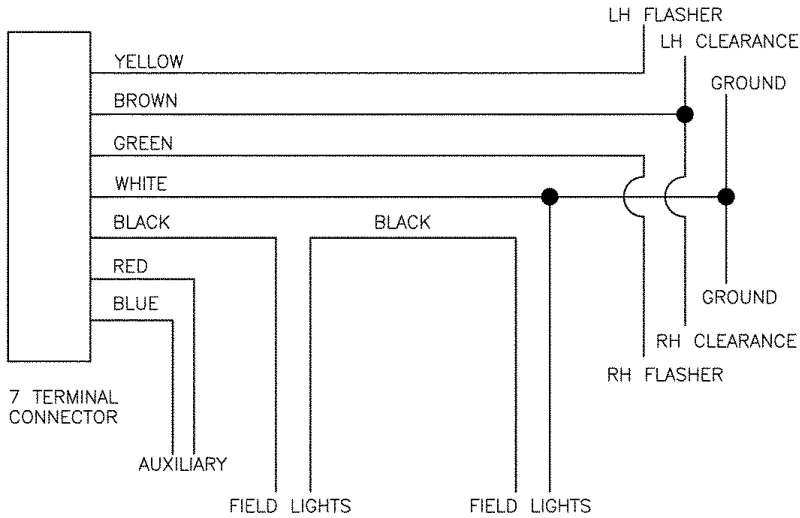 LH FLASHER
LH CLEARANCE
YELLOW
GROUND
BROWN
GREEN
WHITE
BLACK
BLACK
RED
BLUE
GROUND
RH CLEARANCE
RH FLASHER
7 TERMINAL
CONNECTOR
AUXILIARY
FIELD LIGHTS
FIELD LIGHTS